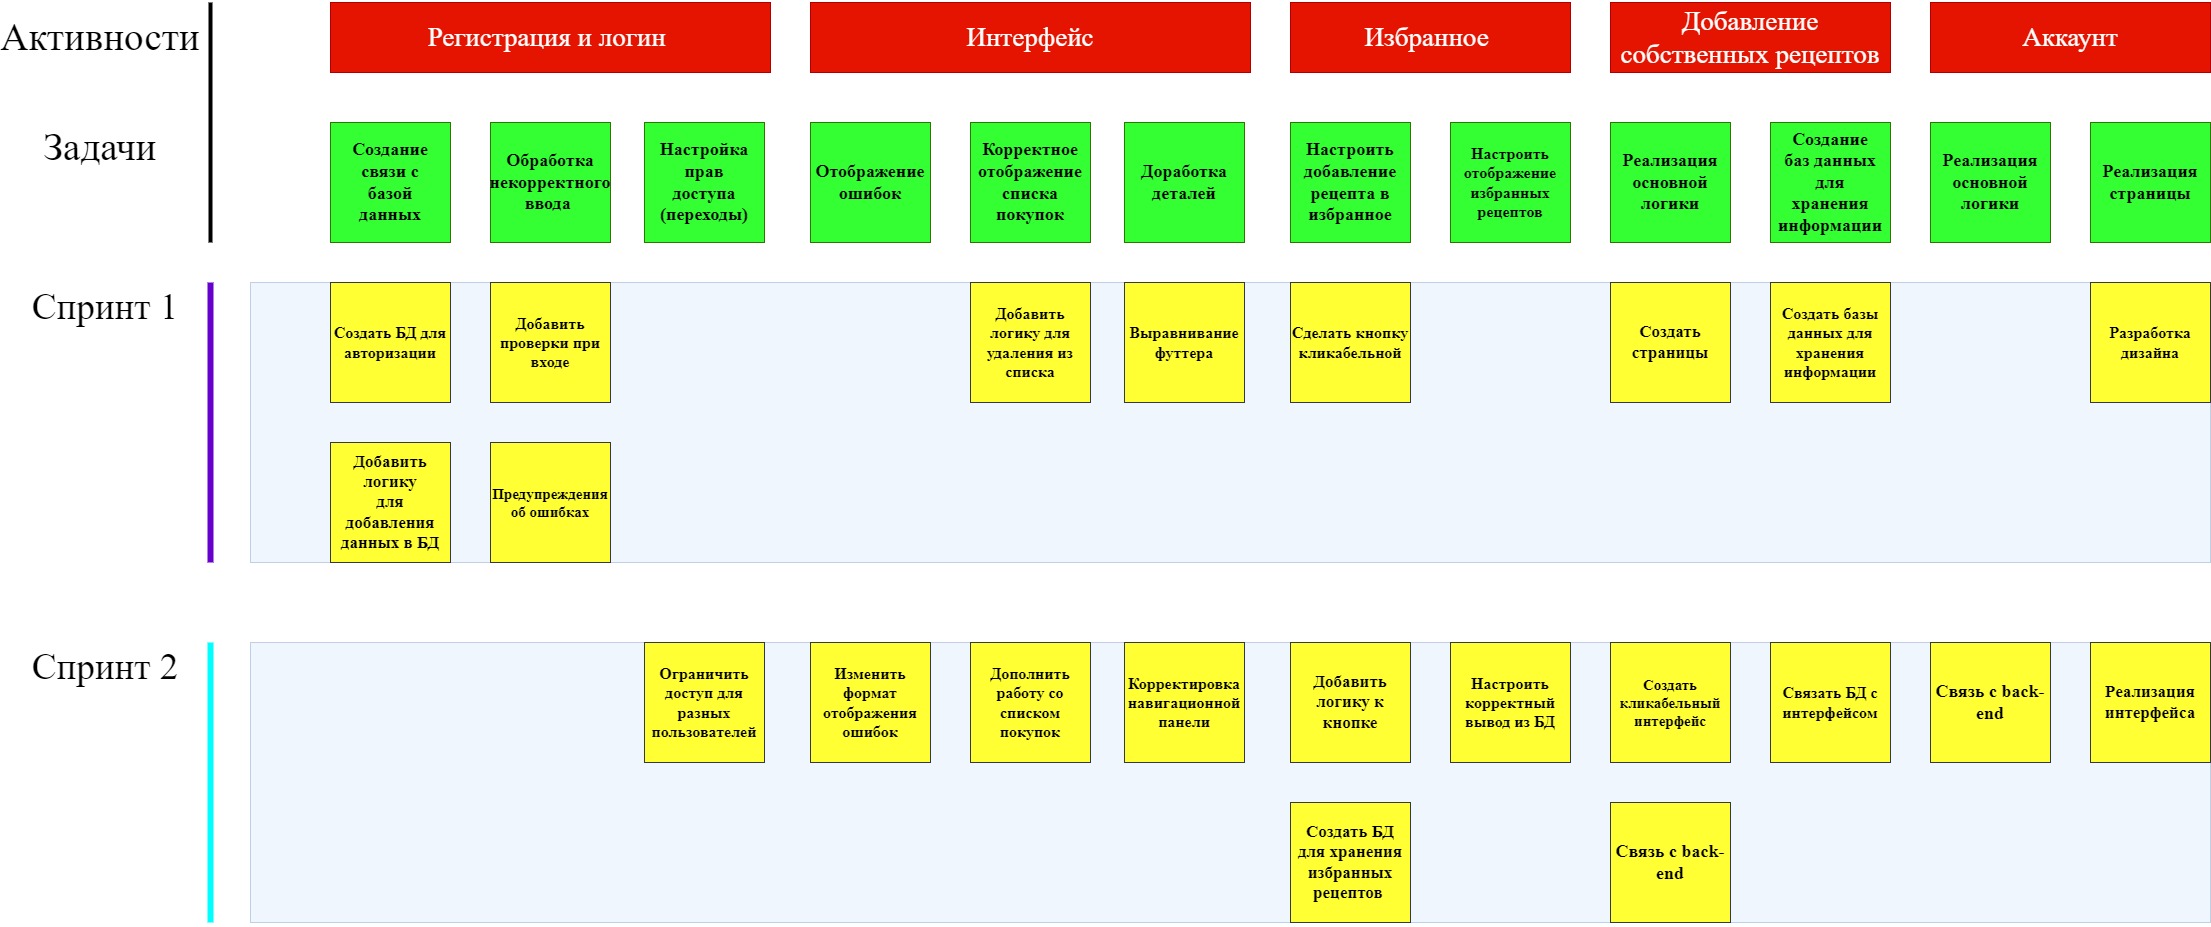 Активности
Регистрация и логин
Интерфейс
Избранное
Добавление
собственных рецептов
Аккаунт
Задачи
Создание
связи с
базой
данных
Обработка
некорректного
ввода
Настройка
прав
доступа
(переходы)
Отображение
ошибок
Корректное
отображение
списка
покупок
Доработка
деталей
Настроить
добавление
рецепта в
избранное
Настроить
отображение
избранных
рецептов
Реализация
основной
логики
Создание
баз данных
для
хранения
информации
Реализация
основной
логики
Реализация
страницы
Спринт 1
Создать БД для
авторизации
Добавить
проверки при
входе
Добавить
логику для
удаления из
списка
Выравнивание
футтера
Сделать кнопку
кликабельной
Создать
страницы
Создать базы
данных для
хранения
информации
Разработка
дизайна
Добавить
логику
для
добавления
данных в БД
Предупреждения
об ошибках
Спринт 2
Ограничить
доступ для
разных
пользователей
Изменить
формат
отображения
ошибок
Дополнить
работу со
списком
покупок
Корректировка
навигационной
панели
Добавить
логику к
кнопке
Настроить
корректный
вывод из БД
Создать
кликабельный
интерфейс
Связать БД с
интерфейсом
Связь с back-
end
Реализация
интерфейса
Создать БД
для хранения
избранных
рецептов
Связь с back-
end